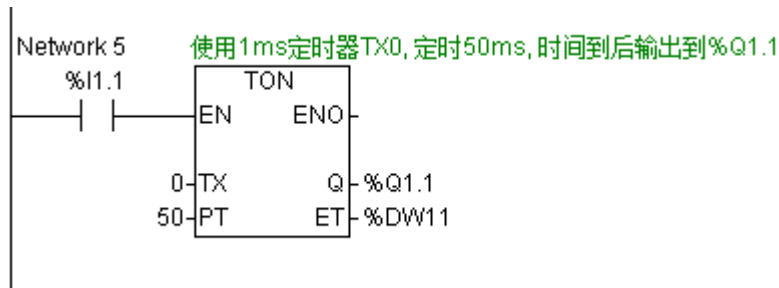 Network 5 使用1ms定时器TX0,定时50ms,时间到后输出到%Q1.1
%I1.1 TON
EN ENO
0 TX Q %Q1.1
50 PT ET %DW11